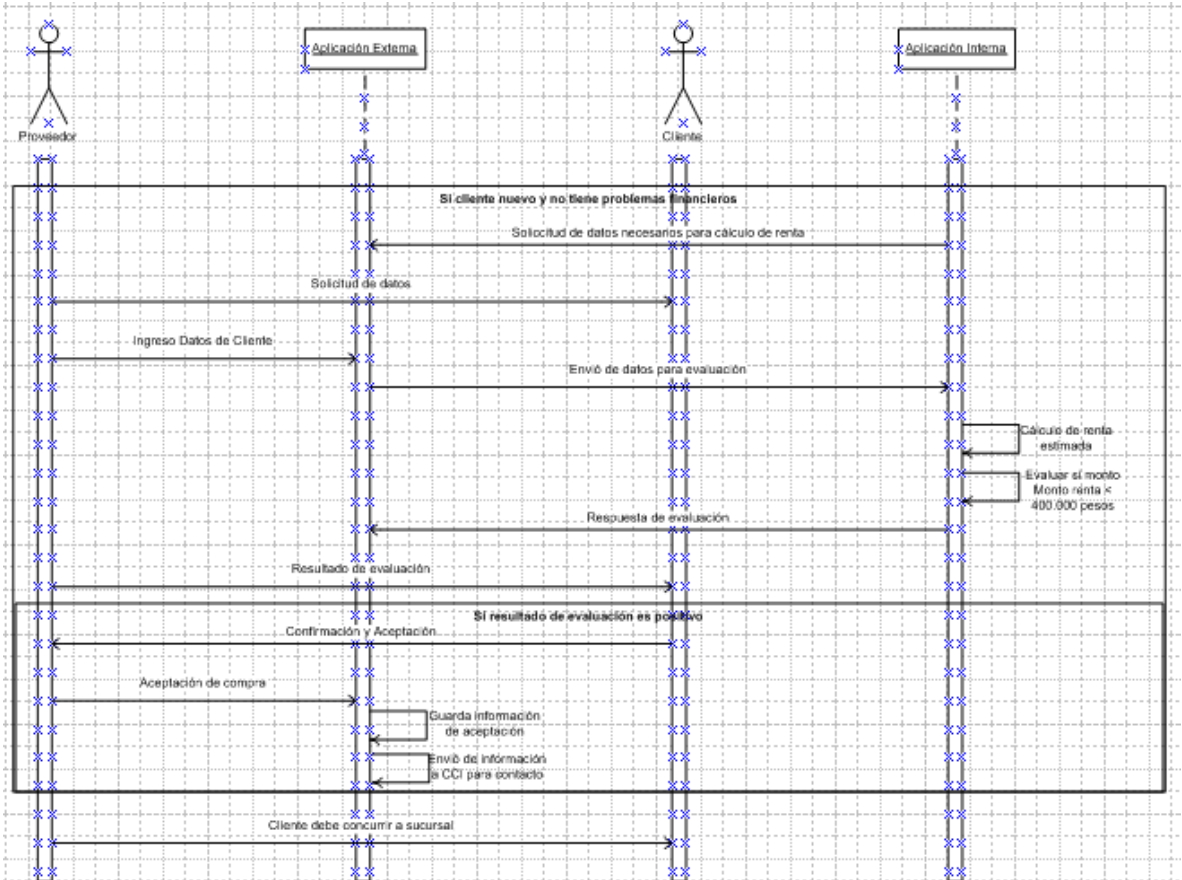 Aplicación Externa
Aplicación Interna
Proveedor
Cliente
Si cliente nuevo y no tiene problemas financieros
Soliccitud de datos necesarios para cálculo de renta
Solicitud de datos
Ingreso Datos de Cliente
Envió de datos para evaluación
Cálculo de renta
estimada
Evaluar si monto
Monto renta <
400.000 pesos
Respuesta de evaluación
Resultado de evaluación
Si resultado de evaluación es positivo
Confirmación y Aceptación
Aceptación de compra
Guarda información
de aceptación
Envió de información
a CCI para contacto
Cliente debe concurrir a sucursal